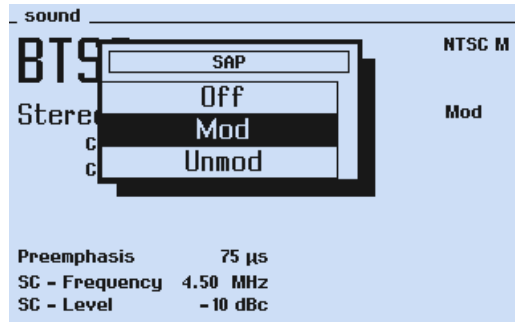 sound
NTSC M
BTS
SAP
Off
Stere
Mod
Mod
C
Unmod
C
Preemphasis 75 µs
SC - Frequency 4.50 MHz
SC - Level -10 dBc